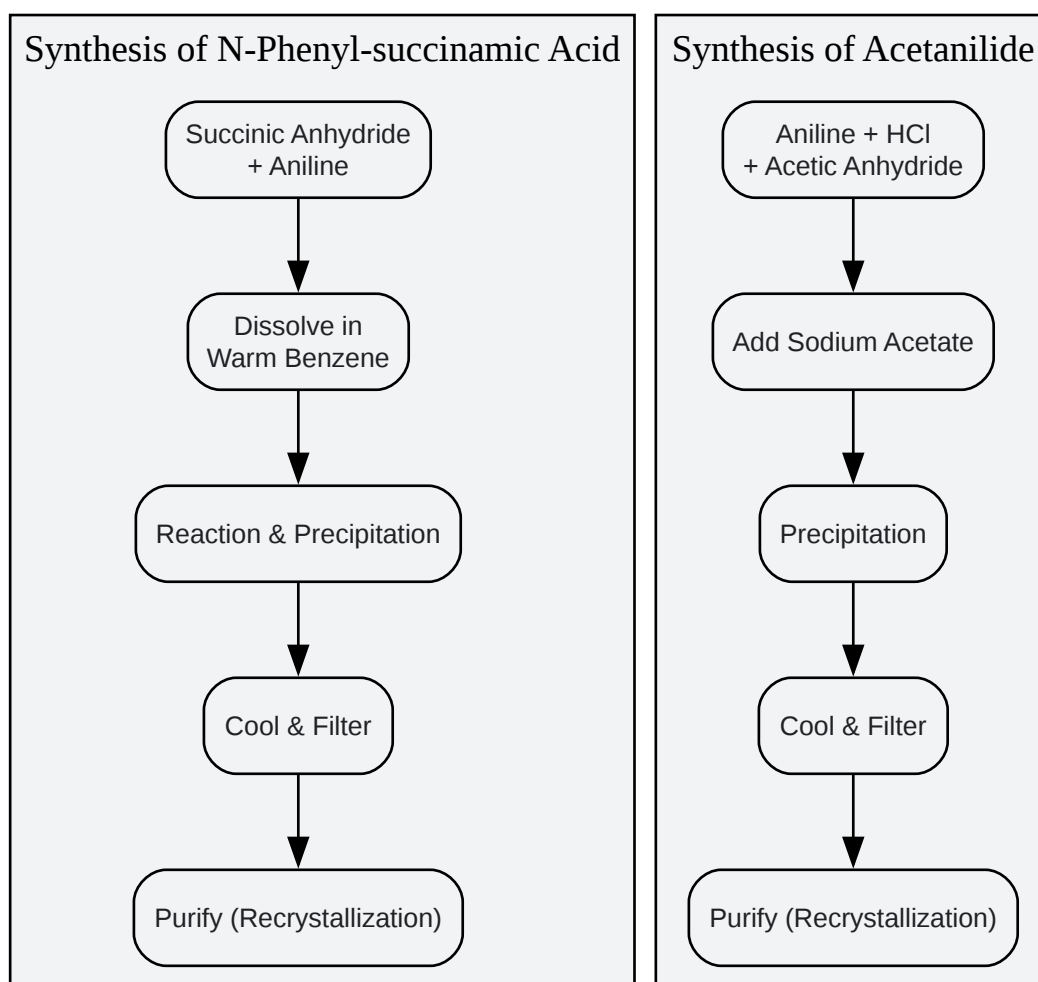 Synthesis of N-Phenyl-succinamic Acid
Succinic Anhydride
+ Aniline
Dissolve in
Warm Benzene
Reaction & Precipitation
Cool & Filter
Purify (Recrystallization)
Synthesis of Acetanilide
Aniline + HCl
+ Acetic Anhydride
Add Sodium Acetate
Precipitation
Cool & Filter
Purify (Recrystallization)